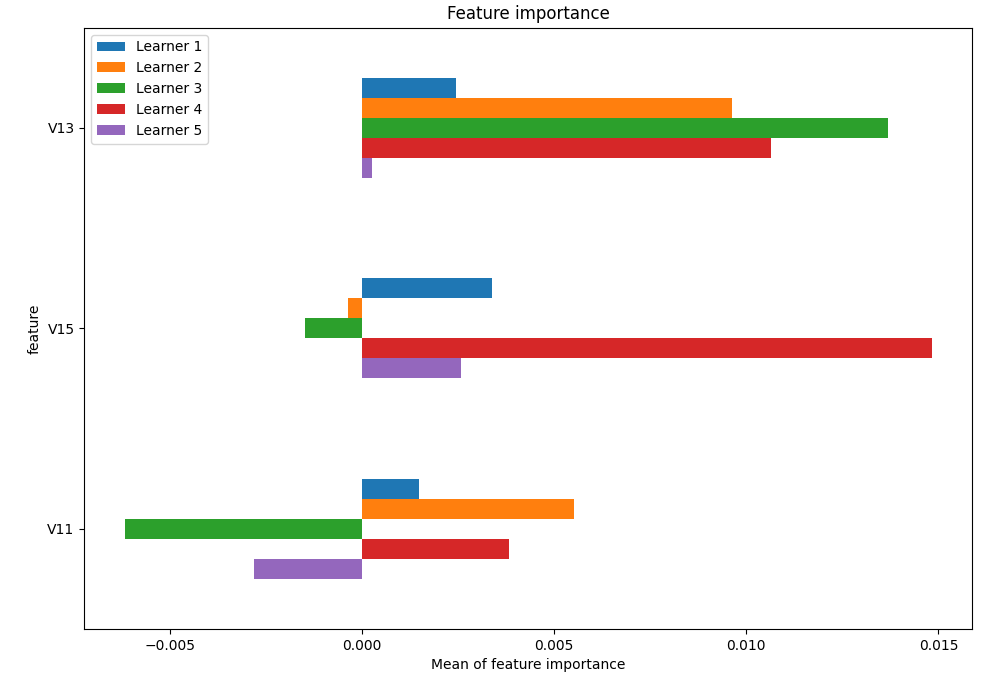 Feature importance
Learner 1
Learner 2
Learner 3
Learner 4
Learner 5
V13
V15
V11
feature
−0.005 0.000 0.005 0.010 0.015
Mean of feature importance